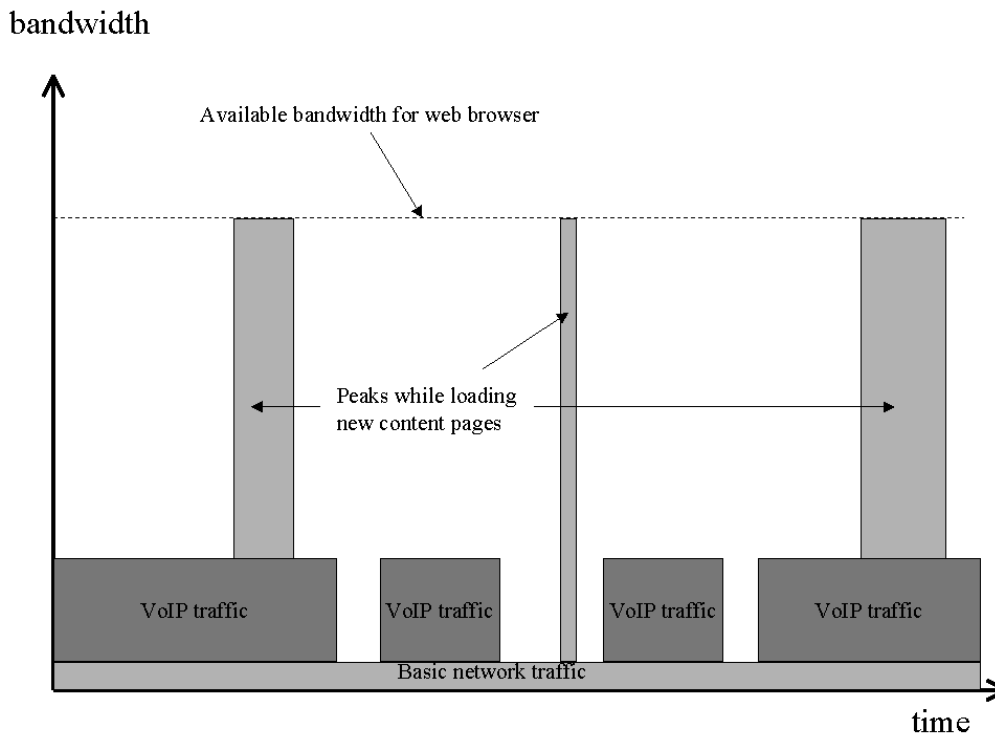 bandwidth
Available bandwidth for web browser
Peaks while loading
new content pages
VoIP traffic
VoIP traffic
VoIP traffic
VoIP traffic
Basic network traffic
time